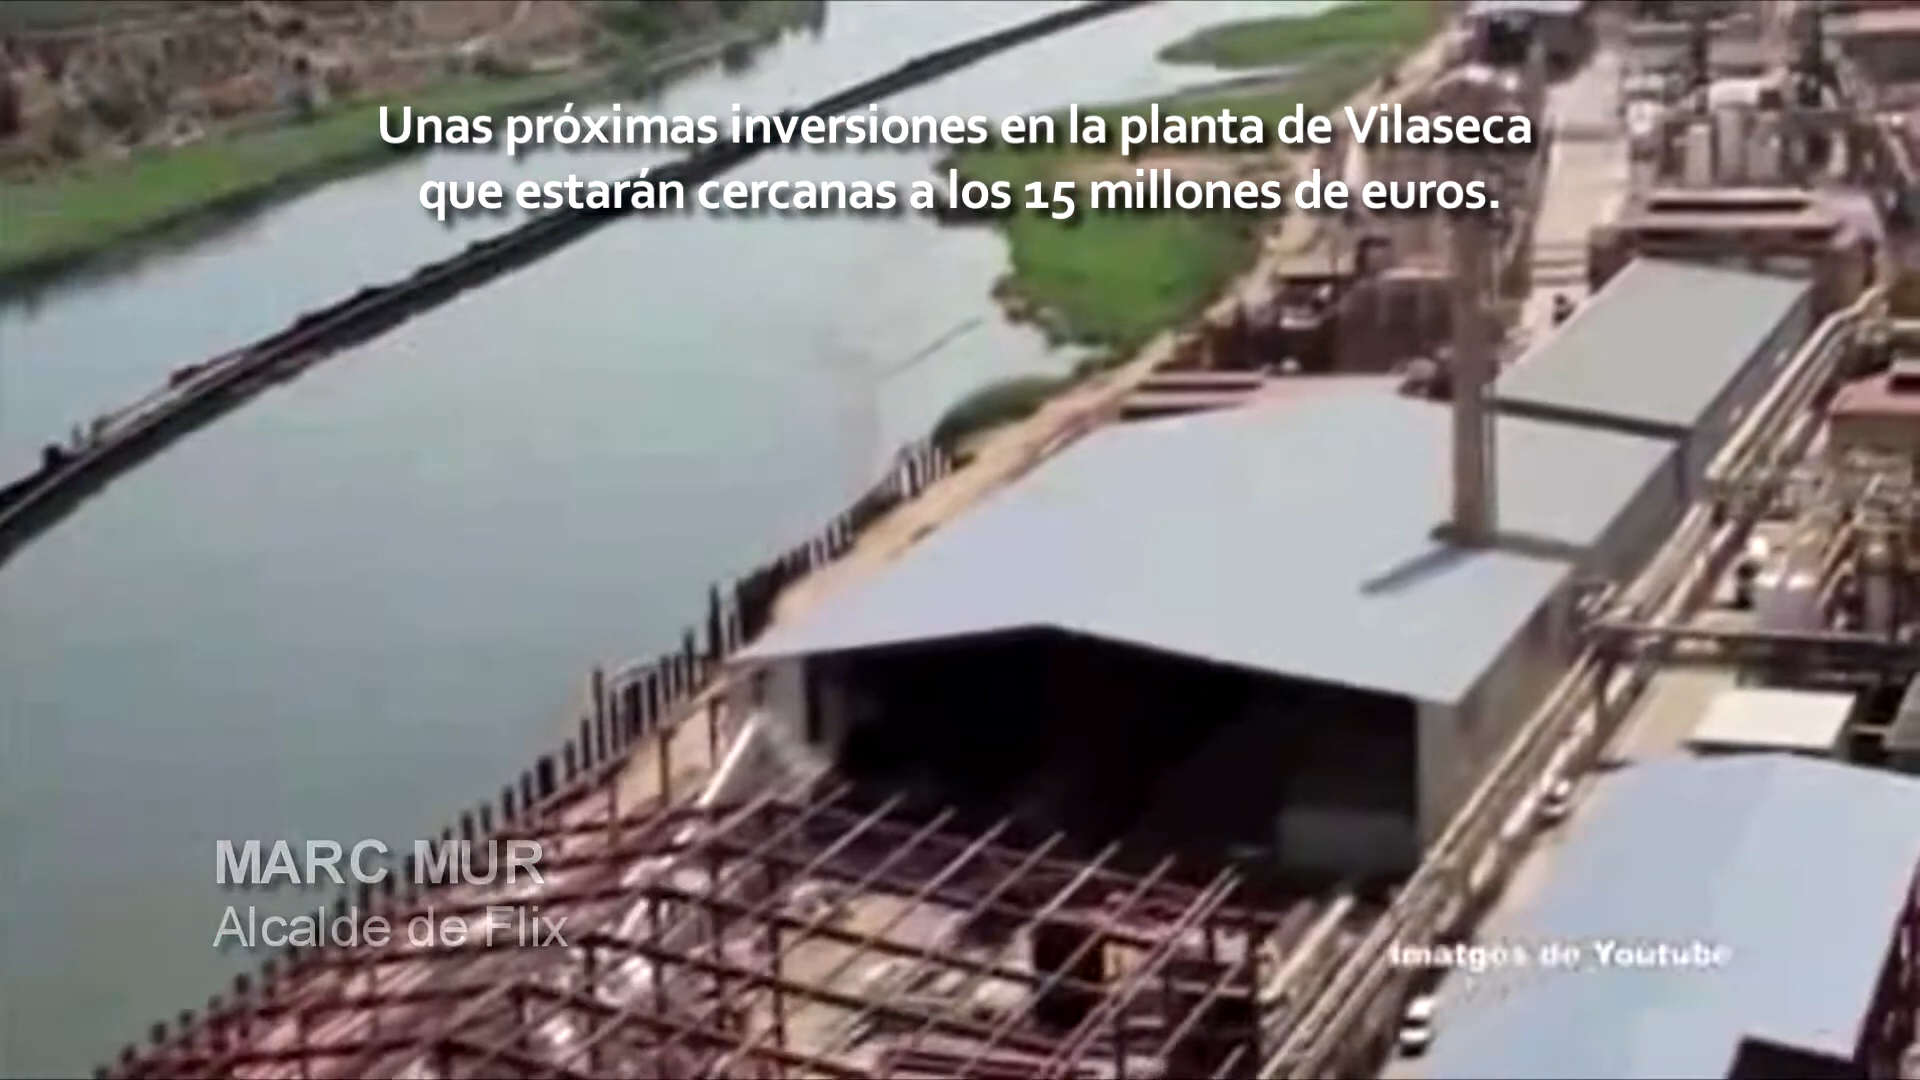 Unas próximas inversiones en la planta de Vilaseca
que estarán cercanas a los 15 millones de euros.
MARC MUR
Alcalde de Flix
Imatges de Youtube